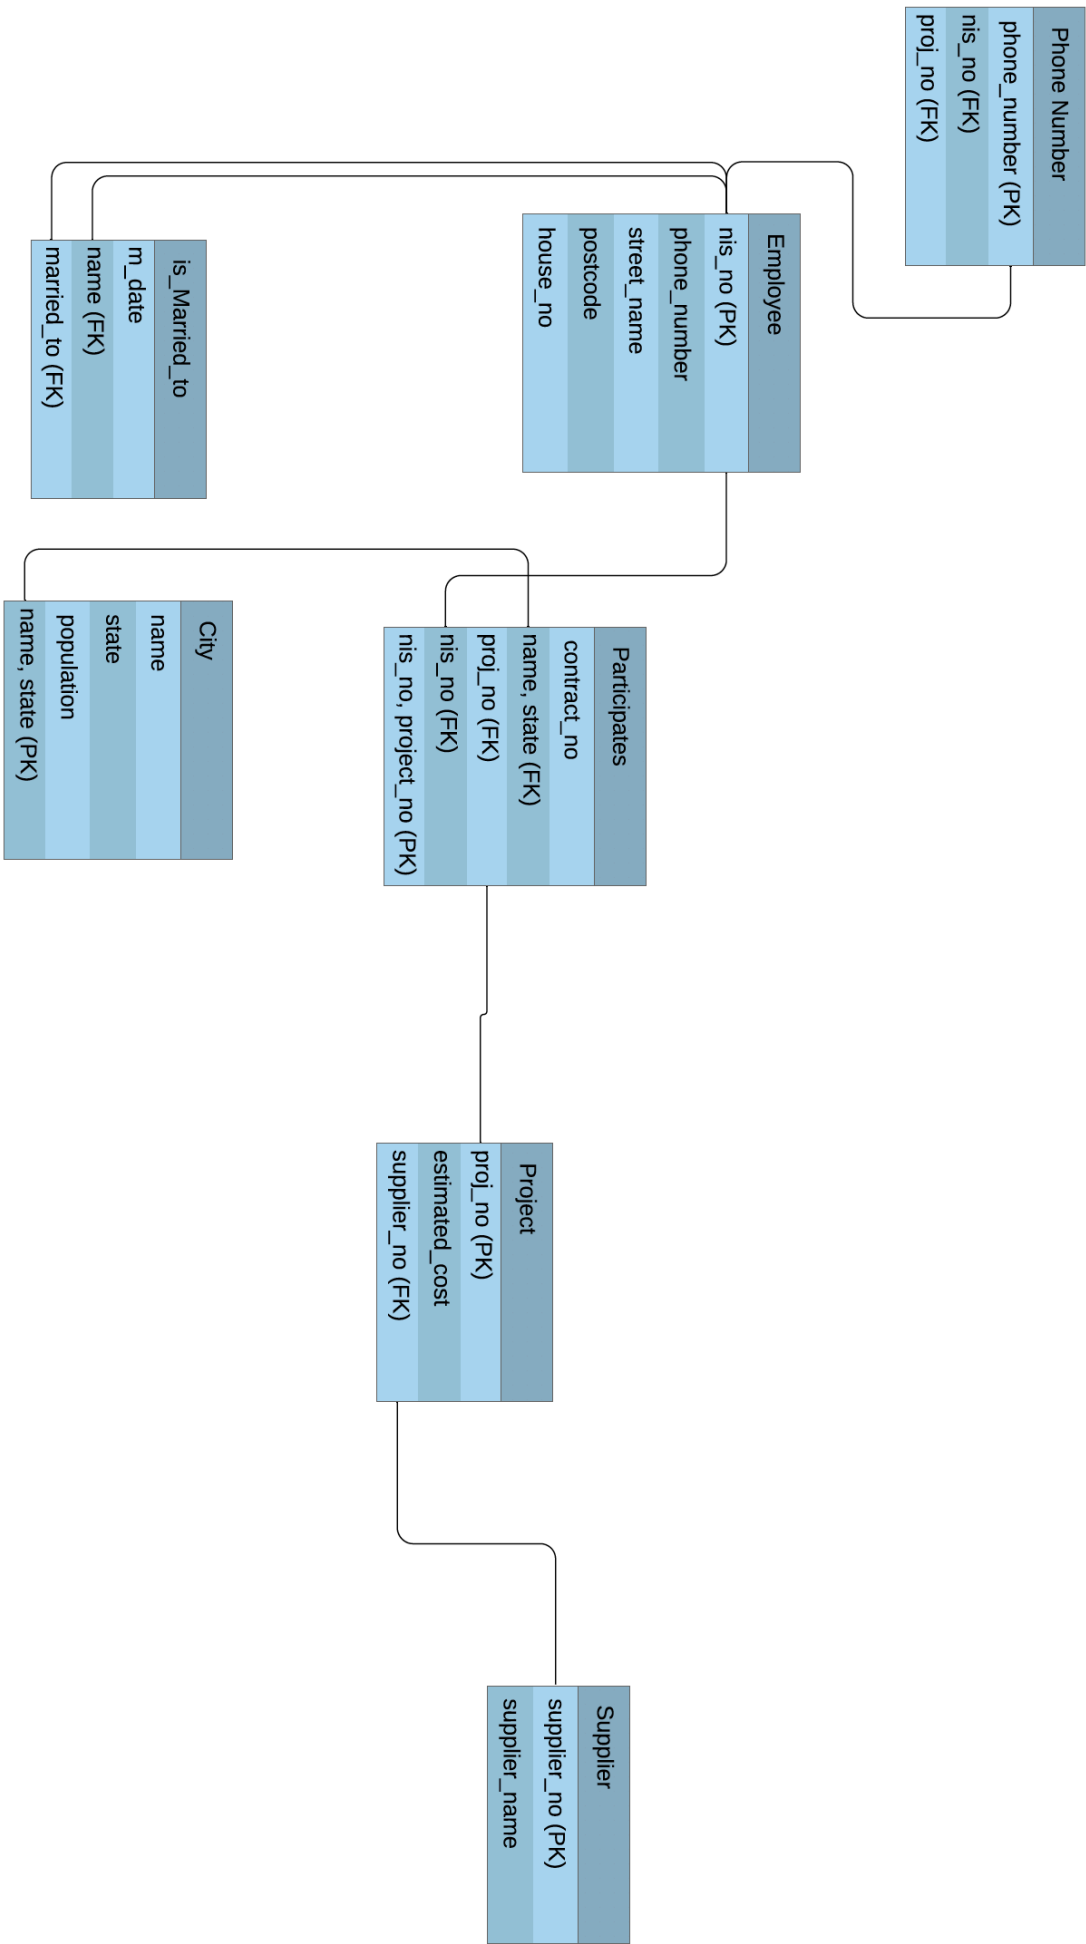 Phone Number
phone_number (PK)
nis_no (FK)
proj_no (FK)
Employee
nis_no (PK)
phone_number
street_name
postcode
house_no
is_Married_to
m_date
name (FK)
married_to (FK)
Participates
contract_no
name, state (FK)
proj_no (FK)
nis_no (FK)
nis_no, project_no (PK)
City
name
state
population
name, state (PK)
Project
proj_no (PK)
estimated_cost
supplier_no (FK)
Supplier
supplier_no (PK)
supplier_name